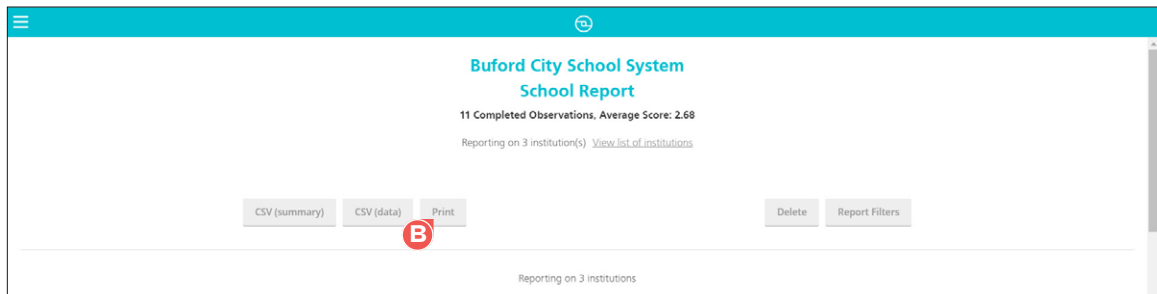 Buford City School System
School Report
11 Completed Observations, Average Score: 2.68
Reporting on 3 institution(s) View list of institutions
CSV (summary) CSV (data) Print Delete Report Filters
B
Reporting on 3 institutions